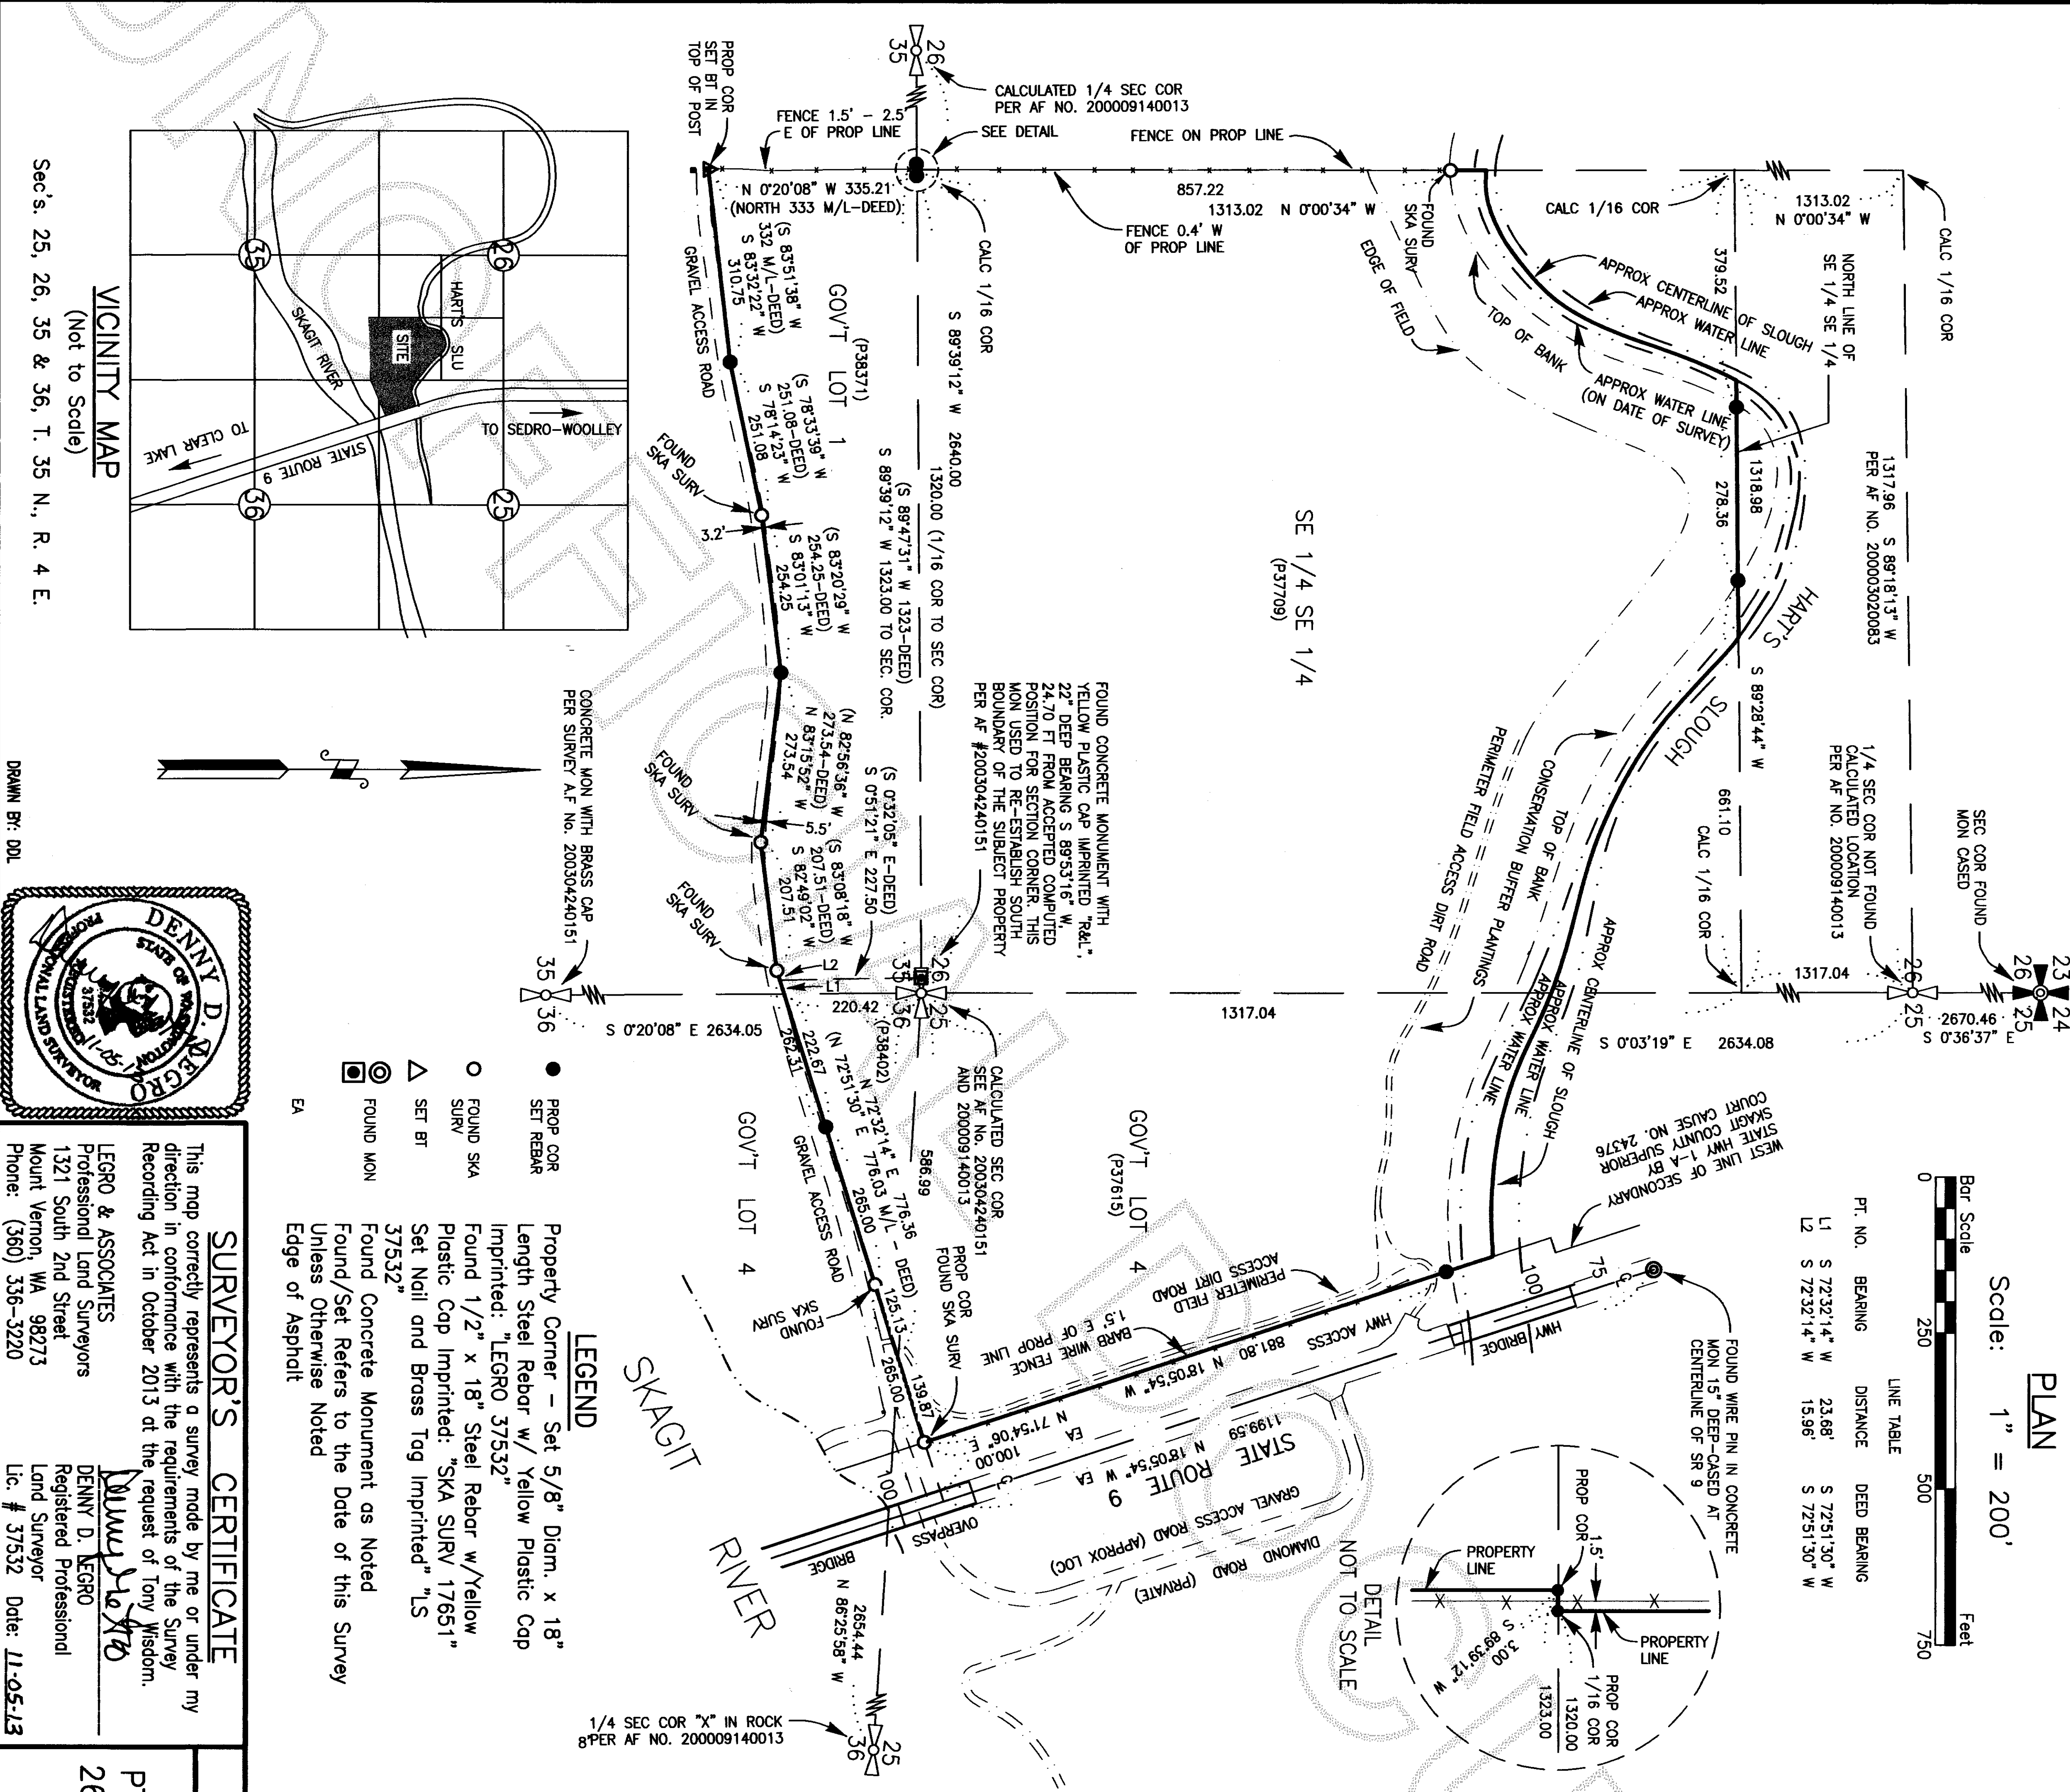 PLAN
Scale: 1" = 200'
Bar Scale
Feet
0 250 500 750
LINE TABLE
PT. NO. BEARING DISTANCE DEED BEARING
L1 S 72°32'14" W 23.68' S 72°51'30" W
L2 S 72°32'14" W 15.96' S 72°51'30" W
FOUND WIRE PIN IN CONCRETE
MON 15" DEEP-CASED AT
CENTERLINE OF SR 9
WEST LINE OF SECONDARY
STATE HWY 1-A BY
SKAGIT COUNTY SUPERIOR
COURT CAUSE NO. 24376
SEC COR FOUND
MON CASED
23
24
26
25
2670.46
S 0°36'37" E
1/4 SEC COR NOT FOUND
CALCULATED LOCATION
PER AF NO. 200009140013
26
25
1317.04
CALC 1/16 COR
1317.96 S 89°18'13" W
PER AF NO. 200003020083
CALC 1/16 COR
1313.02
N 0°00'34" W
NORTH LINE OF
SE 1/4 SE 1/4
CALC 1/16 COR
379.52
1318.98
278.36
S 89°28'44" W
661.10
APPROX CENTERLINE OF SLOUGH
APPROX WATER LINE
APPROX WATER LINE
(ON DATE OF SURVEY)
TOP OF BANK
EDGE OF FIELD
HART'S
SLOUGH
APPROX CENTERLINE OF SLOUGH
APPROX WATER LINE
APPROX WATER LINE
TOP OF BANK
CONSERVATION BUFFER PLANTINGS
PERIMETER FIELD ACCESS DIRT ROAD
S 0°03'19" E 2634.08
1317.04
FOUND
SKA SURV
FENCE ON PROP LINE
857.22
1313.02 N 0°00'34" W
FENCE 0.4' W
OF PROP LINE
SE 1/4 SE 1/4
(P37709)
CALCULATED 1/4 SEC COR
PER AF NO. 200009140013
26
35
SEE DETAIL
FENCE 1.5' - 2.5'
E OF PROP LINE
PROP COR
SET BT IN
TOP OF POST
N 0°20'08" W 335.21
(NORTH 333 M/L-DEED)
CALC 1/16 COR
S 89°39'12" W 2640.00
1320.00 (1/16 COR TO SEC COR)
(S 89°47'31" W 1323-DEED)
S 89°39'12" W 1323.00 TO SEC. COR.
FOUND CONCRETE MONUMENT WITH
YELLOW PLASTIC CAP IMPRINTED "R&L",
22" DEEP BEARING S 89°53'16" W,
24.70 FT FROM ACCEPTED COMPUTED
POSITION FOR SECTION CORNER. THIS
MON USED TO RE-ESTABLISH SOUTH
BOUNDARY OF THE SUBJECT PROPERTY
PER AF #200304240151
GOV'T LOT 1
(P38371)
(S 83°51'38" W
332 M/L-DEED)
S 83°32'22" W
310.75
(S 78°33'39" W
251.08-DEED)
S 78°14'23" W
251.08
(S 83°20'29" W
254.25-DEED)
S 83°01'13" W
254.25
(N 82°56'36" W
273.54-DEED)
N 83°15'52" W
273.54
(S 83°08'18" W
207.51-DEED)
S 82°49'02" W
207.51
(S 0°32'05" E-DEED)
S 0°51'21" E 227.50
GRAVEL ACCESS ROAD
FOUND
SKA SURV
3.2'
FOUND
SKA SURV
5.5'
FOUND
SKA SURV
L2
L1
26
25
35
36
220.42
CALCULATED SEC COR
SEE AF No. 200304240151
AND 200009140013
586.99
(P38402)
(N 72°51'30" E 776.03 M/L - DEED)
N 72°32'14" E 776.36
222.67
262.31
265.00
125.13
265.00
139.87
GRAVEL ACCESS ROAD
FOUND
SKA SURV
PROP COR
FOUND SKA SURV
GOV'T LOT 4
(P37615)
GOV'T LOT 4
PERIMETER FIELD
ACCESS DIRT ROAD
BARB WIRE FENCE
1.5' E OF PROP LINE
N 18°05'54" W
881.80
HWY ACCESS
N 71°54'06" E
100.00
EA
EA
N 18°05'54" W
1199.59
STATE ROUTE 9
GRAVEL ACCESS ROAD (APPROX LOC)
DIAMOND ROAD (PRIVATE)
HWY BRIDGE
100
75
CL
100
CL
OVERPASS
BRIDGE
SKAGIT
RIVER
2654.44
N 86°25'58" W
25
36
1/4 SEC COR "X" IN ROCK
8"PER AF NO. 200009140013
DETAIL
NOT TO SCALE
PROP COR
1.5'
PROPERTY
LINE
PROPERTY
LINE
3.00
S 89°39'12" W
PROP COR
1/16 COR
1320.00
1323.00
S 0°20'08" E 2634.05
35
36
CONCRETE MON WITH BRASS CAP
PER SURVEY A.F No. 200304240151
VICINITY MAP
(Not to Scale)
Sec's. 25, 26, 35 & 36, T. 35 N., R. 4 E.
26
25
35
36
HART'S SLU
SITE
SKAGIT RIVER
STATE ROUTE 9
TO SEDRO-WOOLLEY
TO CLEAR LAKE
LEGEND
PROP COR
SET REBAR
Property Corner - Set 5/8" Diam. x 18"
Length Steel Rebar w/ Yellow Plastic Cap
Imprinted: "LEGRO 37532"
FOUND SKA
SURV
Found 1/2" x 18" Steel Rebar w/Yellow
Plastic Cap Imprinted: "SKA SURV 17651"
SET BT
Set Nail and Brass Tag Imprinted" "LS
37532"
FOUND MON
Found Concrete Monument as Noted
Found/Set Refers to the Date of this Survey
Unless Otherwise Noted
EA
Edge of Asphalt
DRAWN BY: DDL
DENNY D. LEGRO
STATE OF WASHINGTON
REGISTERED
37532
PROFESSIONAL LAND SURVEYOR
SURVEYOR'S CERTIFICATE
This map correctly represents a survey made by me or under my
direction in conformance with the requirements of the Survey
Recording Act in October 2013 at the request of Tony Wisdom.
LEGRO & ASSOCIATES
Professional Land Surveyors
1321 South 2nd Street
Mount Vernon, WA 98273
Phone: (360) 336-3220
DENNY D. LEGRO
Registered Professional
Land Surveyor
Lic. # 37532 Date: 11-05-13
UNOFFICIAL
DOC